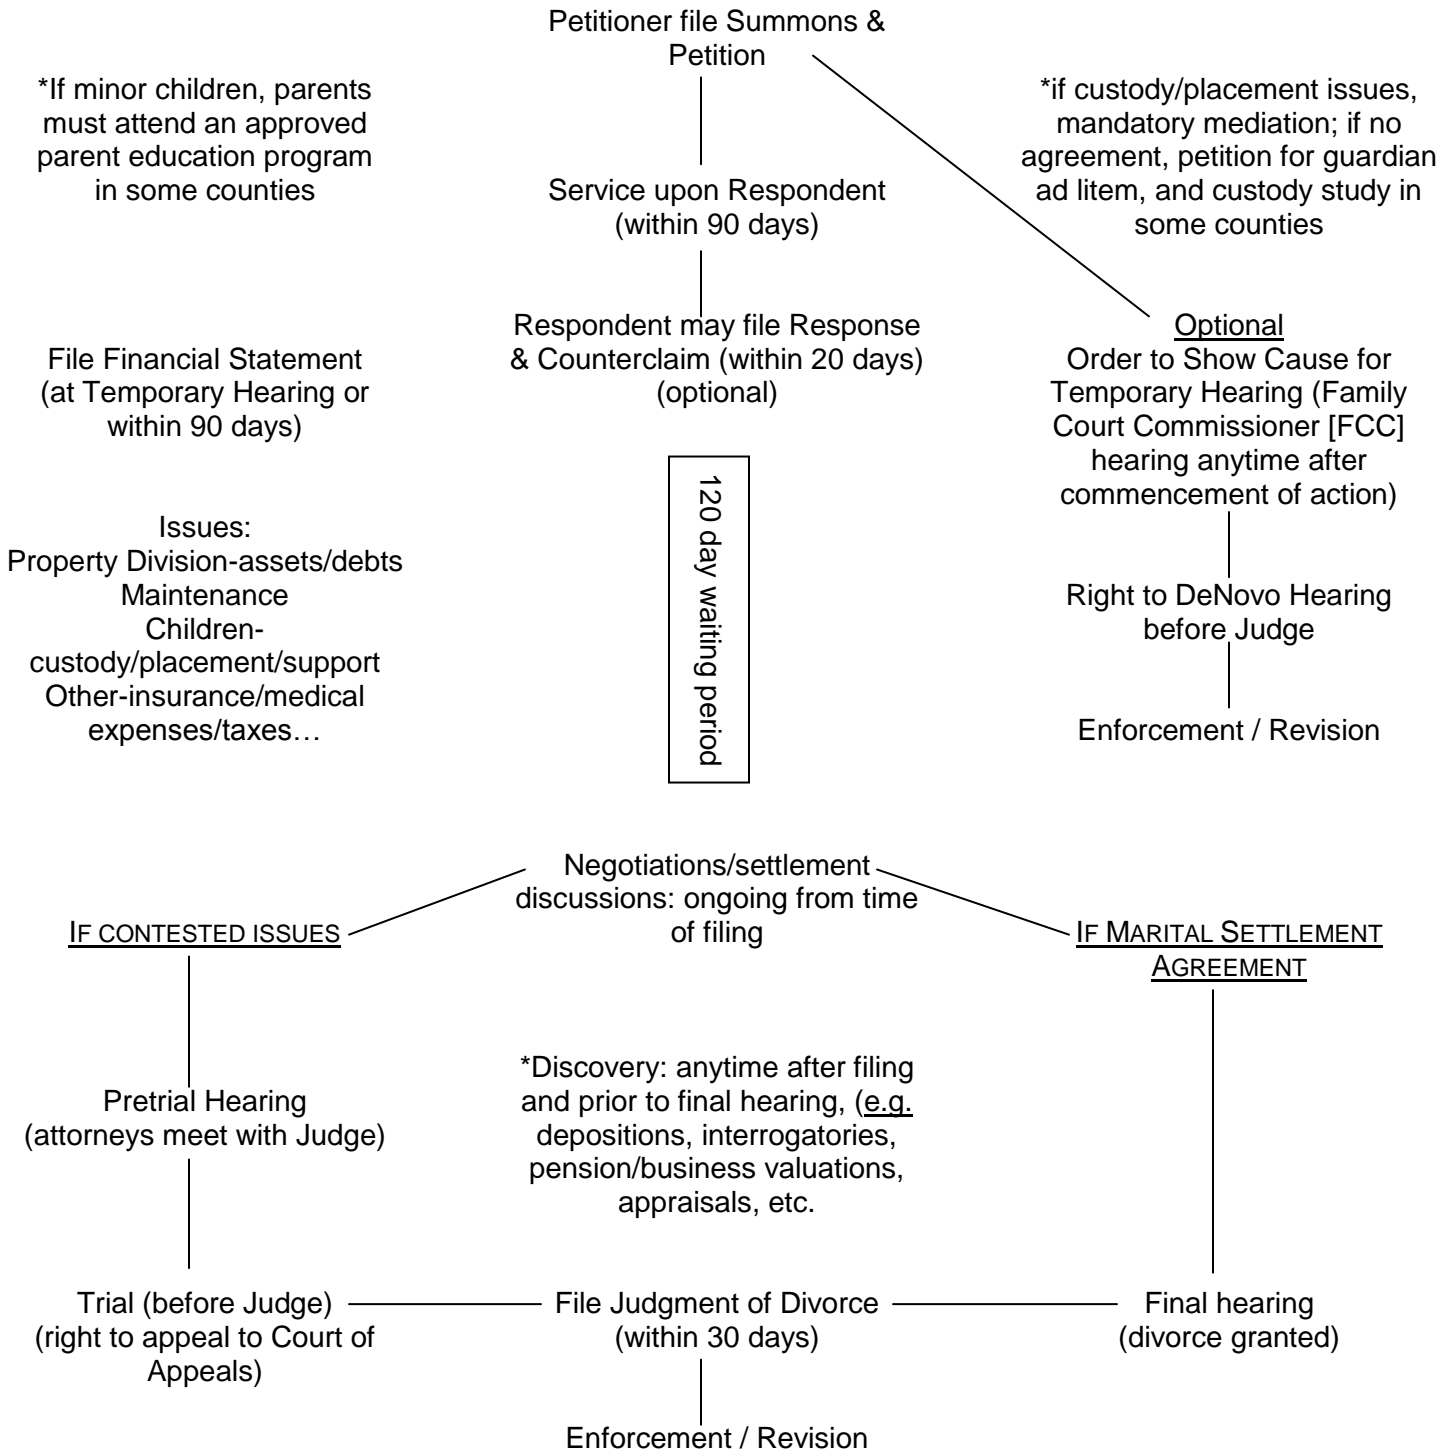 Petitioner file Summons &
Petition
*If minor children, parents
must attend an approved
parent education program
in some counties
*if custody/placement issues,
mandatory mediation; if no
agreement, petition for guardian
ad litem, and custody study in
some counties
Service upon Respondent
(within 90 days)
Respondent may file Response
& Counterclaim (within 20 days)
(optional)
Optional
Order to Show Cause for
Temporary Hearing (Family
Court Commissioner [FCC]
hearing anytime after
commencement of action)
File Financial Statement
(at Temporary Hearing or
within 90 days)
Issues:
Property Division-assets/debts
Maintenance
Children-
custody/placement/support
Other-insurance/medical
expenses/taxes…
120 day waiting period
Right to DeNovo Hearing
before Judge
Enforcement / Revision
Negotiations/settlement
discussions: ongoing from time
of filing
IF CONTESTED ISSUES
IF MARITAL SETTLEMENT
AGREEMENT
Pretrial Hearing
(attorneys meet with Judge)
*Discovery: anytime after filing
and prior to final hearing, (e.g.
depositions, interrogatories,
pension/business valuations,
appraisals, etc.
Trial (before Judge)
(right to appeal to Court of
Appeals)
File Judgment of Divorce
(within 30 days)
Final hearing
(divorce granted)
Enforcement / Revision